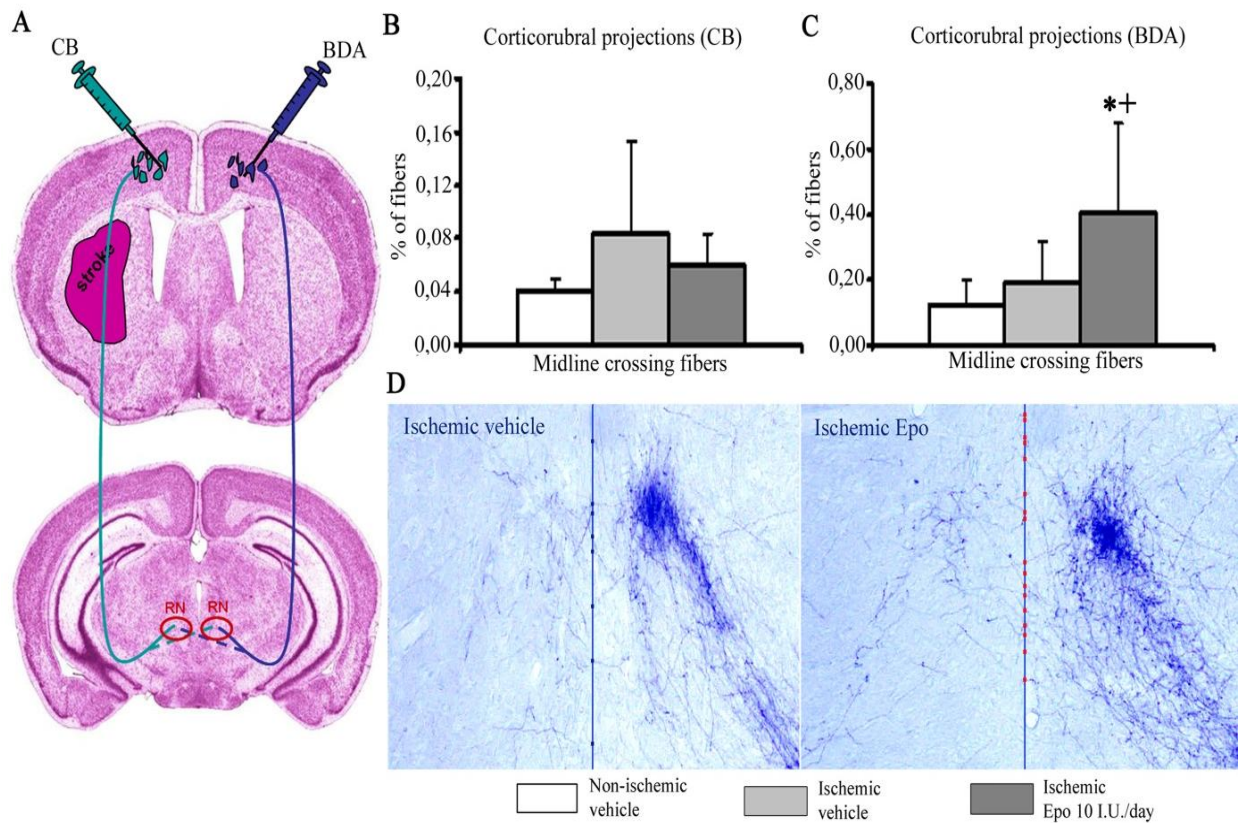 A
CB
BDA
stroke
RN
RN
B
Corticorubral projections (CB)
% of fibers
0,20
0,16
0,12
0,08
0,04
0,00
Midline crossing fibers
C
Corticorubral projections (BDA)
% of fibers
0,80
0,60
0,40
0,20
0,00
*+
Midline crossing fibers
D
Ischemic vehicle
Ischemic Epo
Non-ischemic
vehicle
Ischemic
vehicle
Ischemic
Epo 10 I.U./day